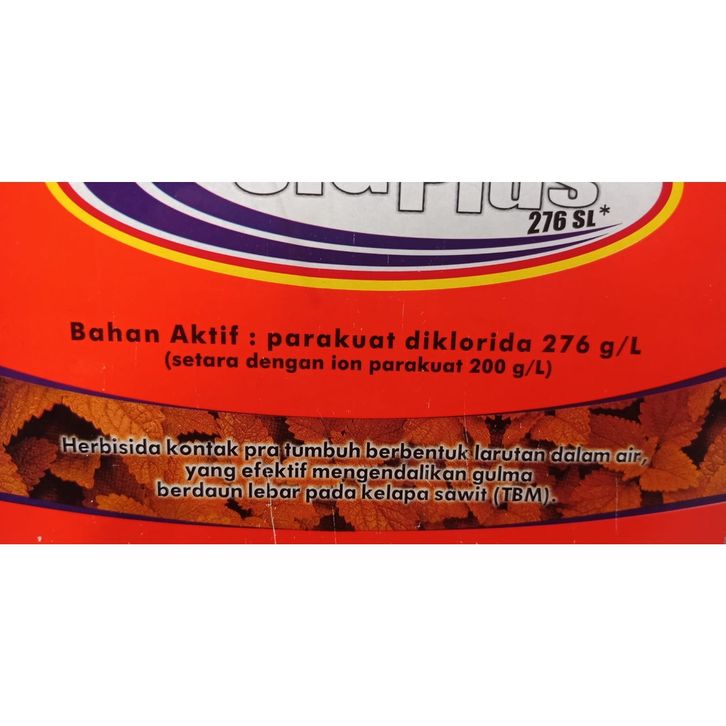 276 SL*
Bahan Aktif : parakuat diklorida 276 g/L
(setara dengan ion parakuat 200 g/L)
Herbisida kontak pra tumbuh berbentuk larutan dalam air,
yang efektif mengendalikan gulma
berdaun lebar pada kelapa sawit (TBM).